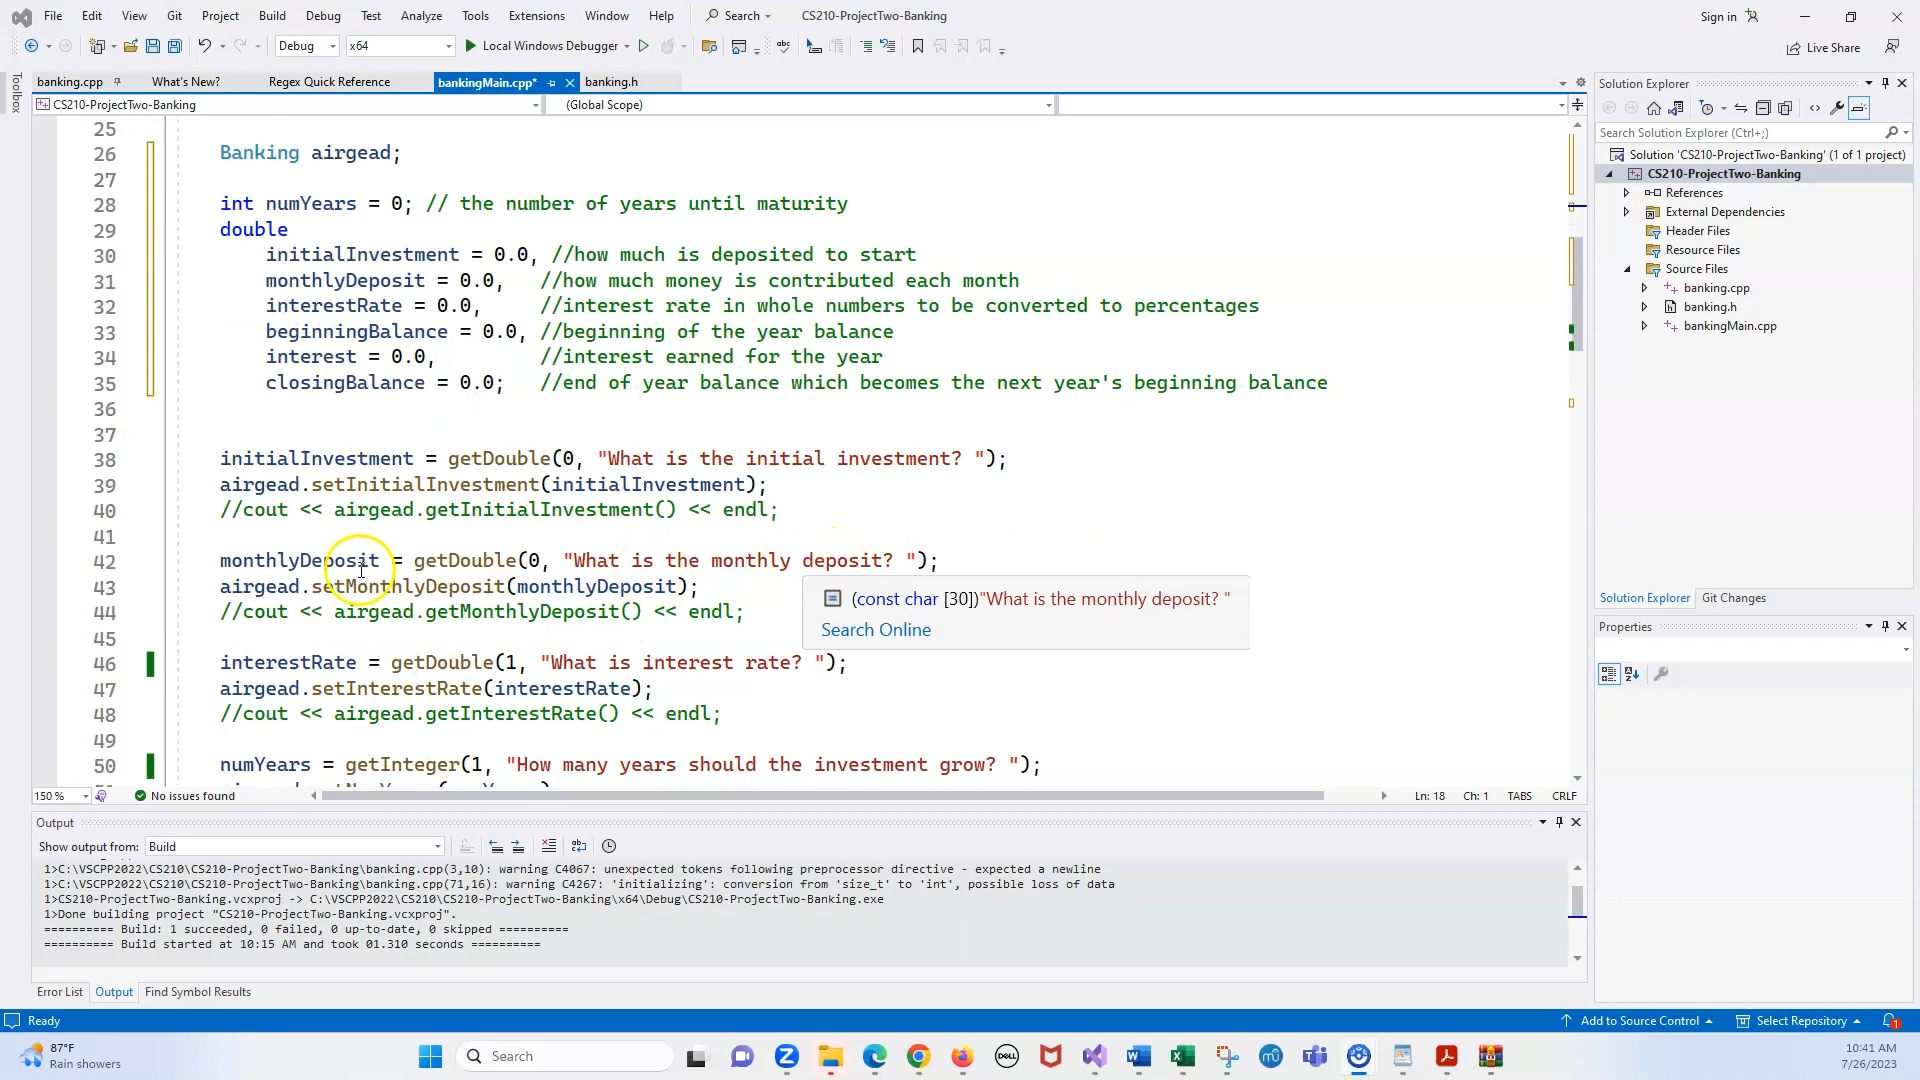 File Edit View Git Project Build Debug Test Analyze Tools Extensions Window Help Search CS210-ProjectTwo-Banking Sign in
Debug x64 Local Windows Debugger Live Share
Toolbox
banking.cpp What's New? Regex Quick Reference bankingMain.cpp* banking.h
CS210-ProjectTwo-Banking (Global Scope)
25
26 Banking airgead;
27
28 int numYears = 0; // the number of years until maturity
29 double
30 initialInvestment = 0.0, //how much is deposited to start
31 monthlyDeposit = 0.0, //how much money is contributed each month
32 interestRate = 0.0, //interest rate in whole numbers to be converted to percentages
33 beginningBalance = 0.0, //beginning of the year balance
34 interest = 0.0, //interest earned for the year
35 closingBalance = 0.0; //end of year balance which becomes the next year's beginning balance
36
37
38 initialInvestment = getDouble(0, "What is the initial investment? ");
39 airgead.setInitialInvestment(initialInvestment);
40 //cout << airgead.getInitialInvestment() << endl;
41
42 monthlyDeposit = getDouble(0, "What is the monthly deposit? ");
43 airgead.setMonthlyDeposit(monthlyDeposit);
44 //cout << airgead.getMonthlyDeposit() << endl;
45
46 interestRate = getDouble(1, "What is interest rate? ");
47 airgead.setInterestRate(interestRate);
48 //cout << airgead.getInterestRate() << endl;
49
50 numYears = getInteger(1, "How many years should the investment grow? ");
(const char [30])"What is the monthly deposit? "
Search Online
150 % No issues found Ln: 18 Ch: 1 TABS CRLF
Output
Show output from: Build
1>C:\VSCPP2022\CS210\CS210-ProjectTwo-Banking\banking.cpp(3,10): warning C4067: unexpected tokens following preprocessor directive - expected a newline
1>C:\VSCPP2022\CS210\CS210-ProjectTwo-Banking\banking.cpp(71,16): warning C4267: 'initializing': conversion from 'size_t' to 'int', possible loss of data
1>CS210-ProjectTwo-Banking.vcxproj -> C:\VSCPP2022\CS210\CS210-ProjectTwo-Banking\x64\Debug\CS210-ProjectTwo-Banking.exe
1>Done building project "CS210-ProjectTwo-Banking.vcxproj".
========== Build: 1 succeeded, 0 failed, 0 up-to-date, 0 skipped ==========
========== Build started at 10:15 AM and took 01.310 seconds ==========
Error List Output Find Symbol Results
Solution Explorer
Search Solution Explorer (Ctrl+;)
Solution 'CS210-ProjectTwo-Banking' (1 of 1 project)
CS210-ProjectTwo-Banking
References
External Dependencies
Header Files
Resource Files
Source Files
banking.cpp
banking.h
bankingMain.cpp
Solution Explorer Git Changes
Properties
Ready Add to Source Control Select Repository 1
87°F
Rain showers
Search
DELL
10:41 AM
7/26/2023